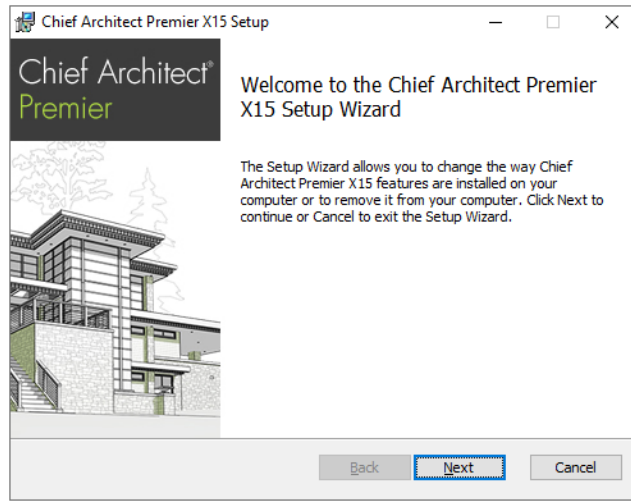 Chief Architect Premier X15 Setup
Chief Architect®
Premier
Welcome to the Chief Architect Premier
X15 Setup Wizard
The Setup Wizard allows you to change the way Chief
Architect Premier X15 features are installed on your
computer or to remove it from your computer. Click Next to
continue or Cancel to exit the Setup Wizard.
Back
Next
Cancel